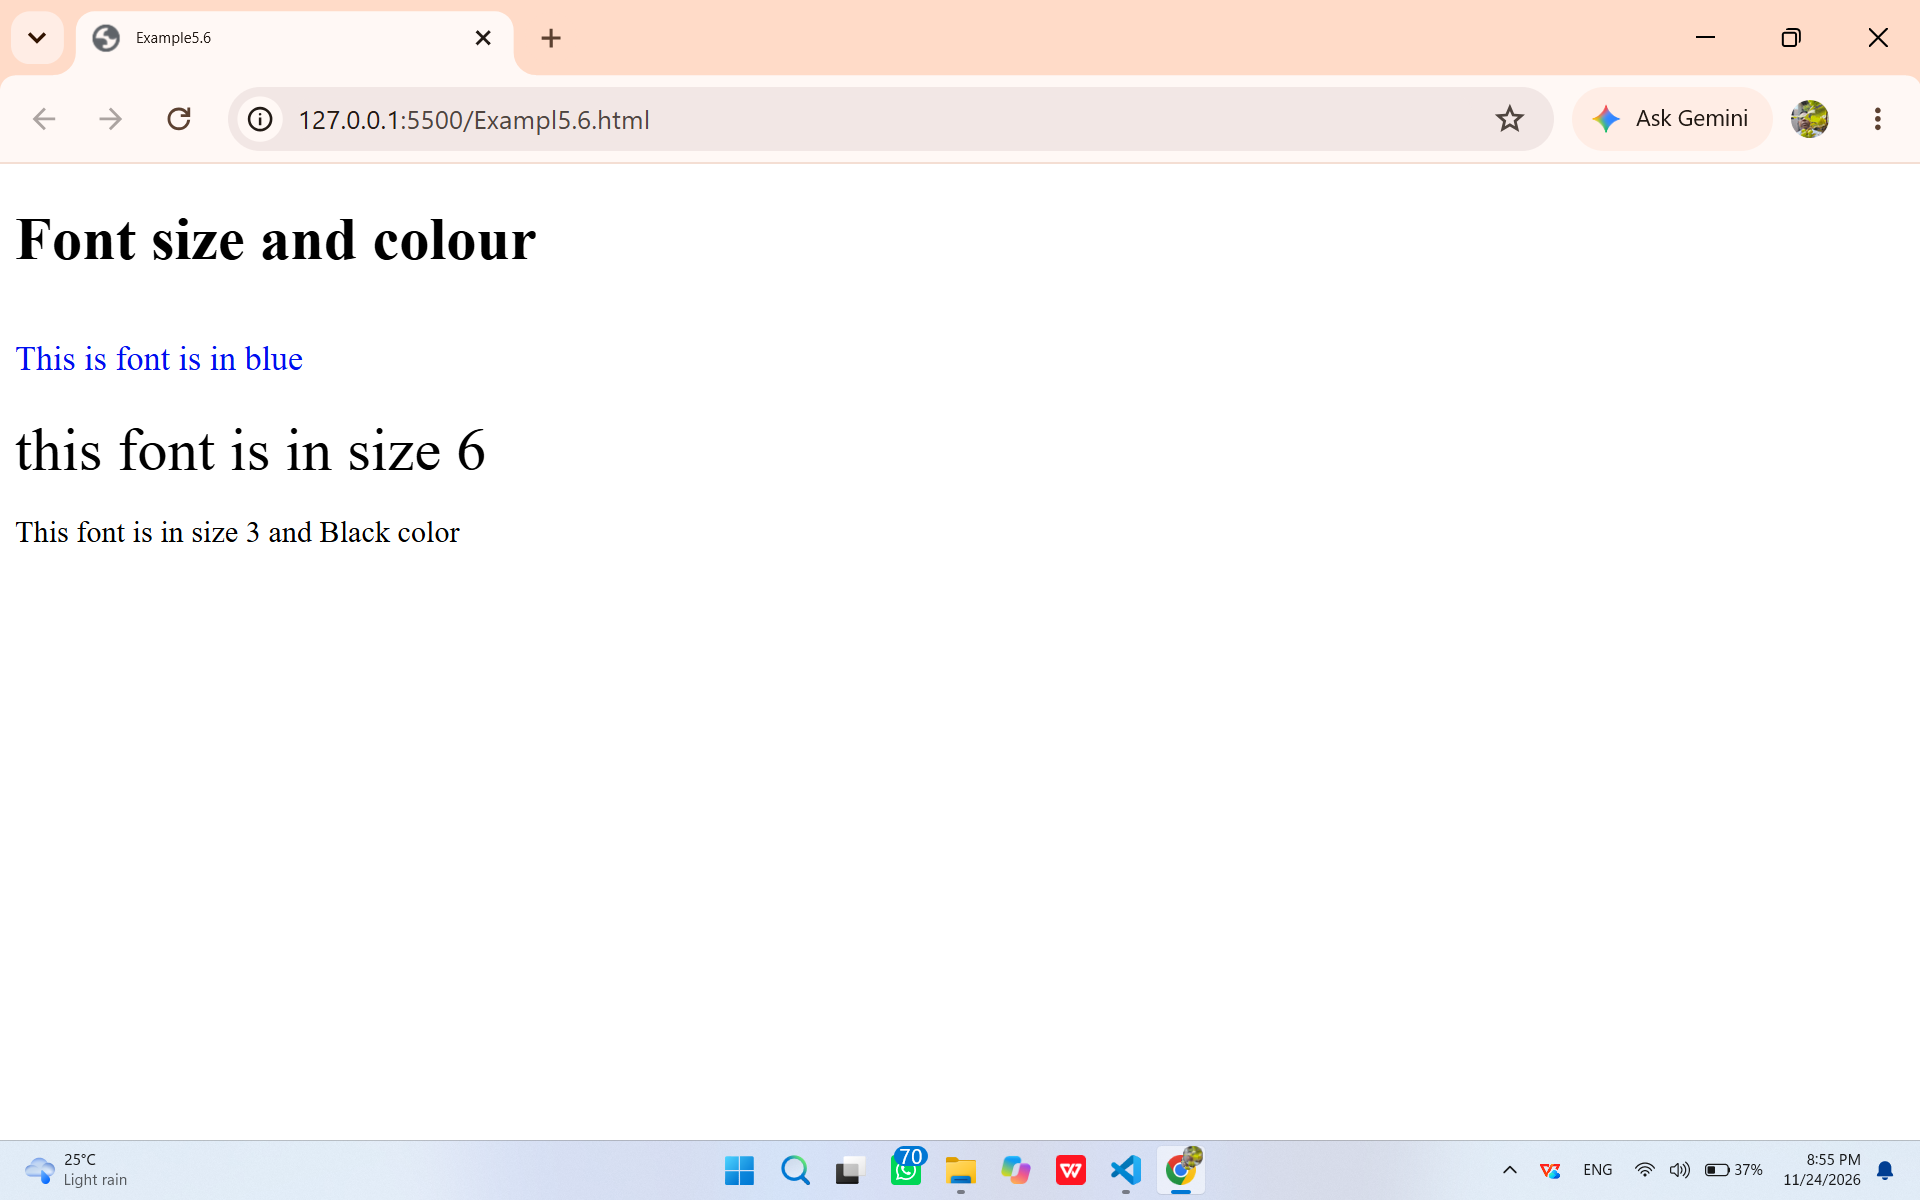 Example5.6
127.0.0.1:5500/Exampl5.6.html
Ask Gemini
Font size and colour
This is font is in blue
this font is in size 6
This font is in size 3 and Black color
25°C
Light rain
70
W
ENG
37%
8:55 PM
11/24/2026